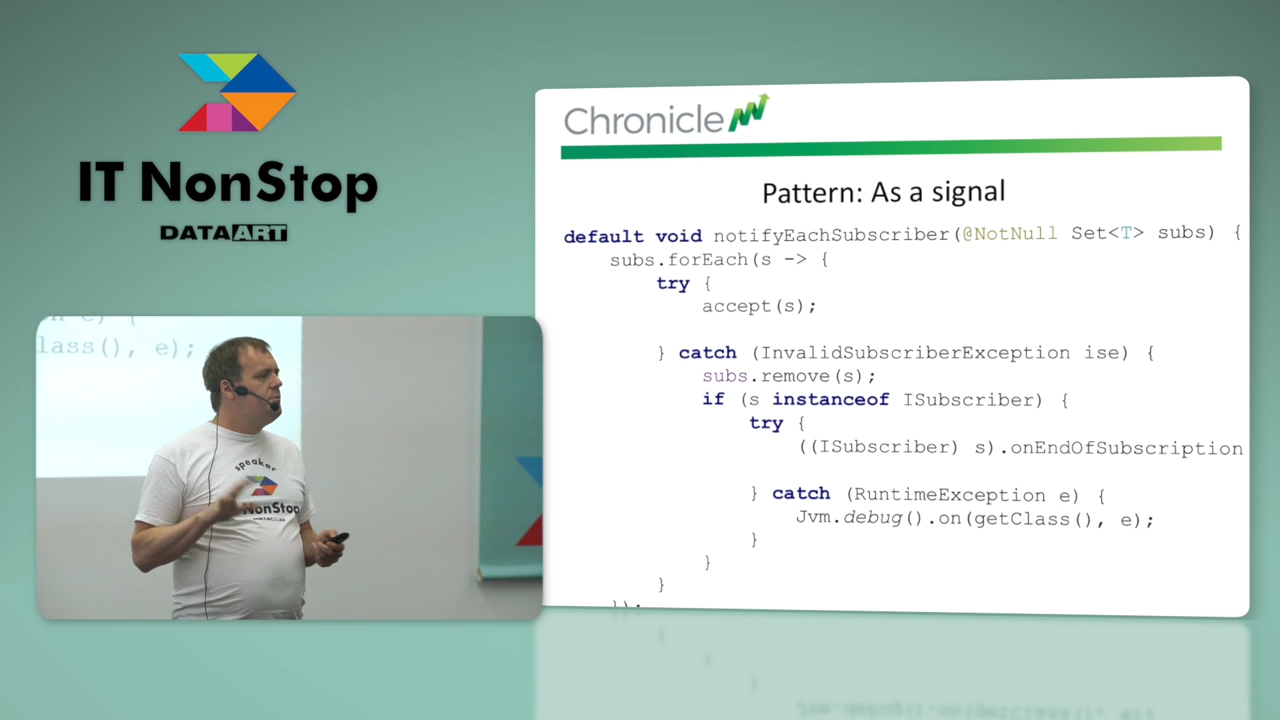 IT NonStop
DATAART
Chronicle
Pattern: As a signal
default void notifyEachSubscriber(@NotNull Set<T> subs) {
subs.forEach(s -> {
try {
accept(s);
} catch (InvalidSubscriberException ise) {
subs.remove(s);
if (s instanceof ISubscriber) {
try {
((ISubscriber) s).onEndOfSubscription
} catch (RuntimeException e) {
Jvm.debug().on(getClass(), e);
}
}
}
});
lass(), e);
speaker
NonStop
DATAART